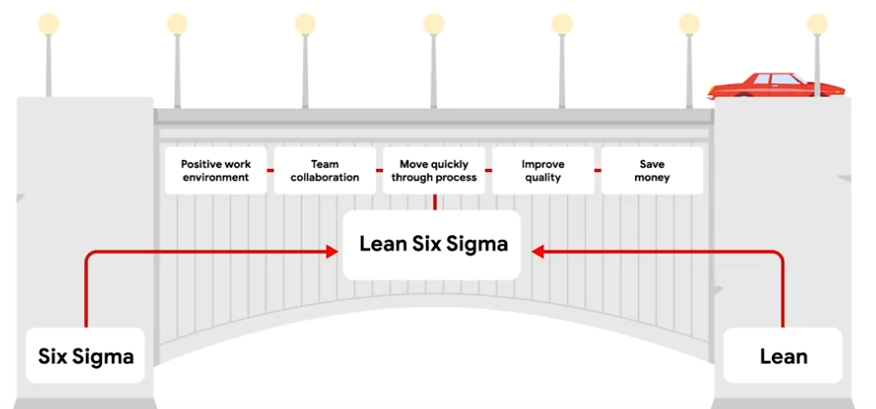 Positive work
environment
Team
collaboration
Move quickly
through process
Improve
quality
Save
money
Lean Six Sigma
Six Sigma
Lean